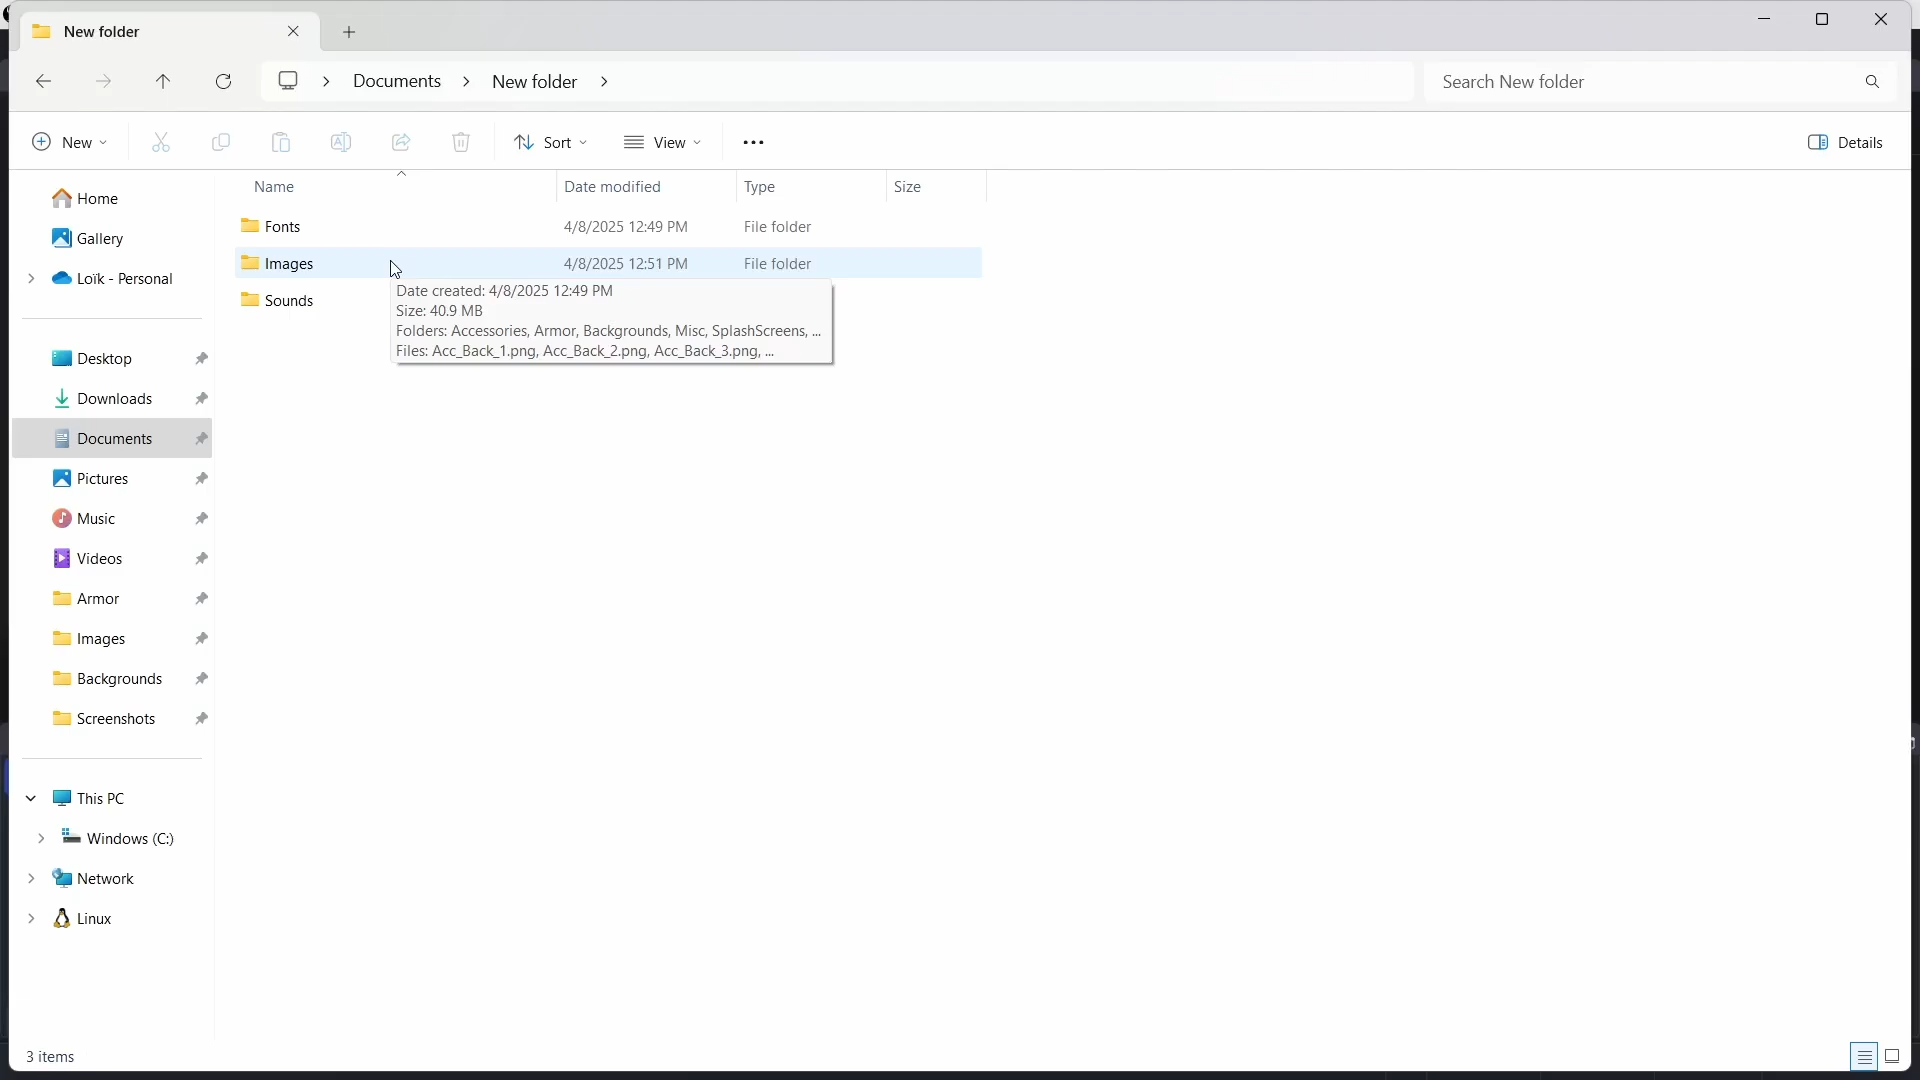 New folder
Documents
New folder
Search New folder
New
Sort
View
Details
Name
Date modified
Type
Size
Fonts
4/8/2025 12:49 PM
File folder
Images
4/8/2025 12:51 PM
File folder
Sounds
Date created: 4/8/2025 12:49 PM
Size: 40.9 MB
Folders: Accessories, Armor, Backgrounds, Misc, SplashScreens, ...
Files: Acc_Back_1.png, Acc_Back_2.png, Acc_Back_3.png, ...
Home
Gallery
Loïk - Personal
Desktop
Downloads
Documents
Pictures
Music
Videos
Armor
Images
Backgrounds
Screenshots
This PC
Windows (C:)
Network
Linux
3 items